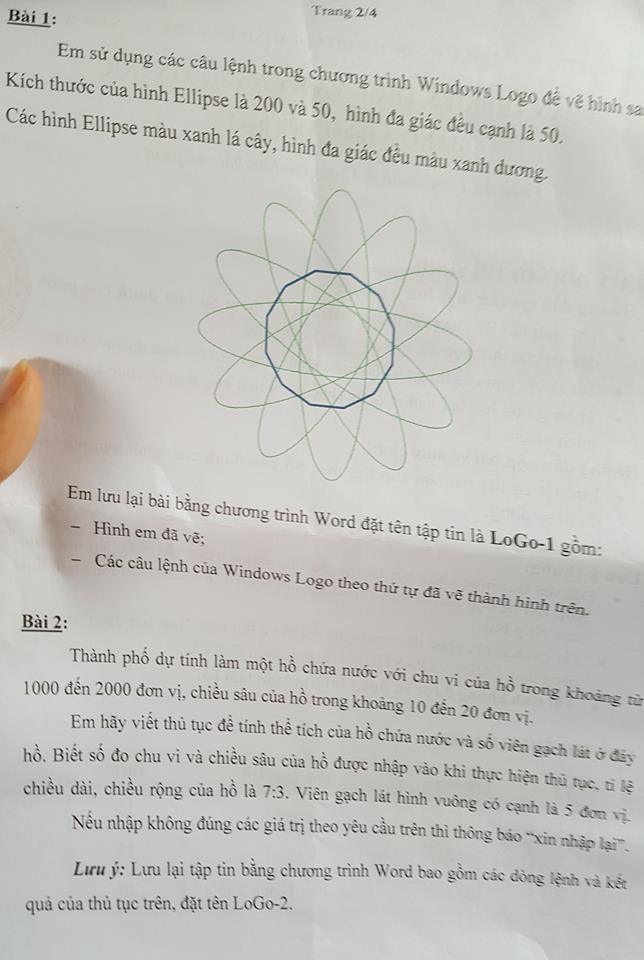 Trang 2/4
Bài 1:
Em sử dụng các câu lệnh trong chương trình Windows Logo để vẽ hình sa
Kích thước của hình Ellipse là 200 và 50, hình đa giác đều cạnh là 50.
Các hình Ellipse màu xanh lá cây, hình đa giác đều màu xanh dương.
Em lưu lại bài bằng chương trình Word đặt tên tập tin là LoGo-1 gồm:
− Hình em đã vẽ;
− Các câu lệnh của Windows Logo theo thứ tự đã vẽ thành hình trên.
Bài 2:
Thành phố dự tính làm một hồ chứa nước với chu vi của hồ trong khoảng từ
1000 đến 2000 đơn vị, chiều sâu của hồ trong khoảng 10 đến 20 đơn vị.
Em hãy viết thủ tục để tính thể tích của hồ chứa nước và số viên gạch lát ở đáy
hồ. Biết số đo chu vi và chiều sâu của hồ được nhập vào khi thực hiện thủ tục, tỉ lệ
chiều dài, chiều rộng của hồ là 7:3. Viên gạch lát hình vuông có cạnh là 5 đơn vị.
Nếu nhập không đúng các giá trị theo yêu cầu trên thì thông báo “xin nhập lại”.
Lưu ý: Lưu lại tập tin bằng chương trình Word bao gồm các dòng lệnh và kết
quả của thủ tục trên, đặt tên LoGo-2.